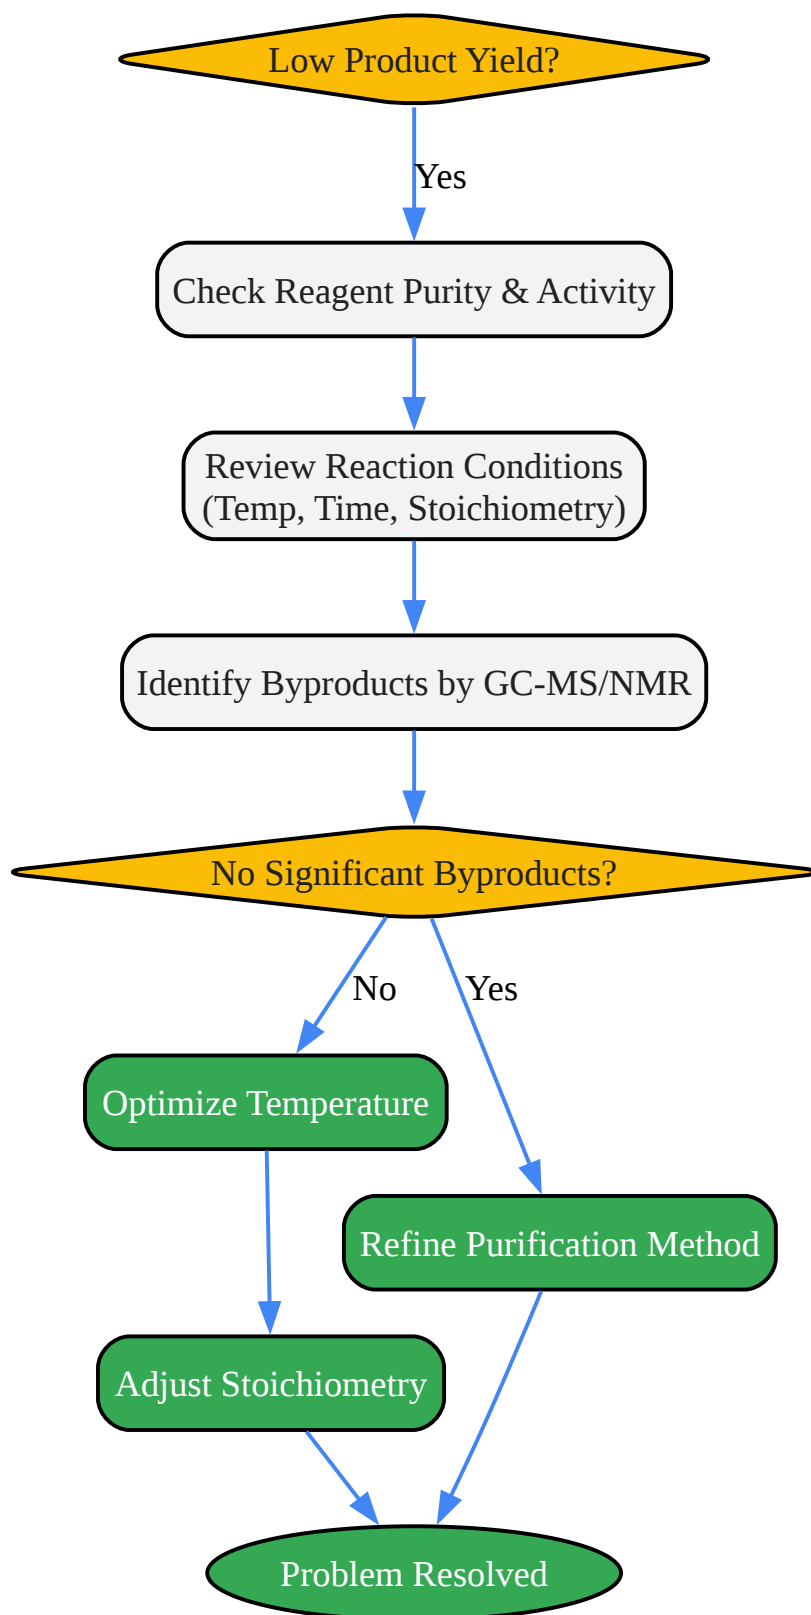 Low Product Yield?
Yes
Check Reagent Purity & Activity
Review Reaction Conditions
(Temp, Time, Stoichiometry)
Identify Byproducts by GC-MS/NMR
No Significant Byproducts?
No
Yes
Optimize Temperature
Refine Purification Method
Adjust Stoichiometry
Problem Resolved